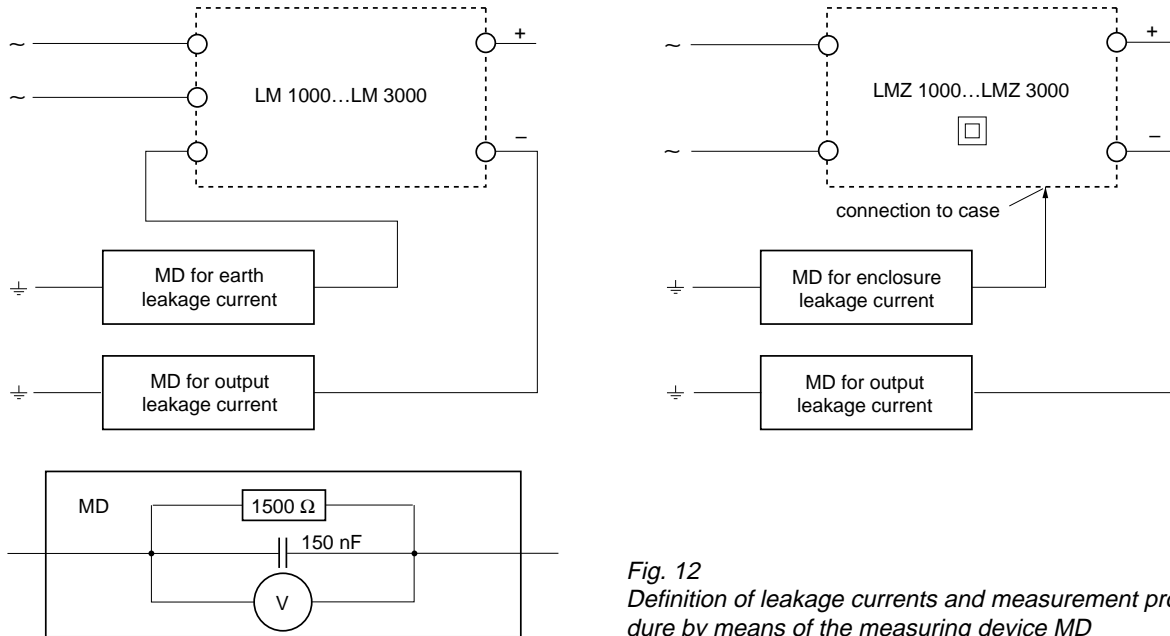 ~
+
~
LM 1000…LM 3000
–
MD for earth
leakage current
MD for output
leakage current
~
+
LMZ 1000…LMZ 3000
~
–
connection to case
MD for enclosure
leakage current
MD for output
leakage current
MD
1500 Ω
150 nF
V
Fig. 12
Definition of leakage currents and measurement pro
dure by means of the measuring device MD